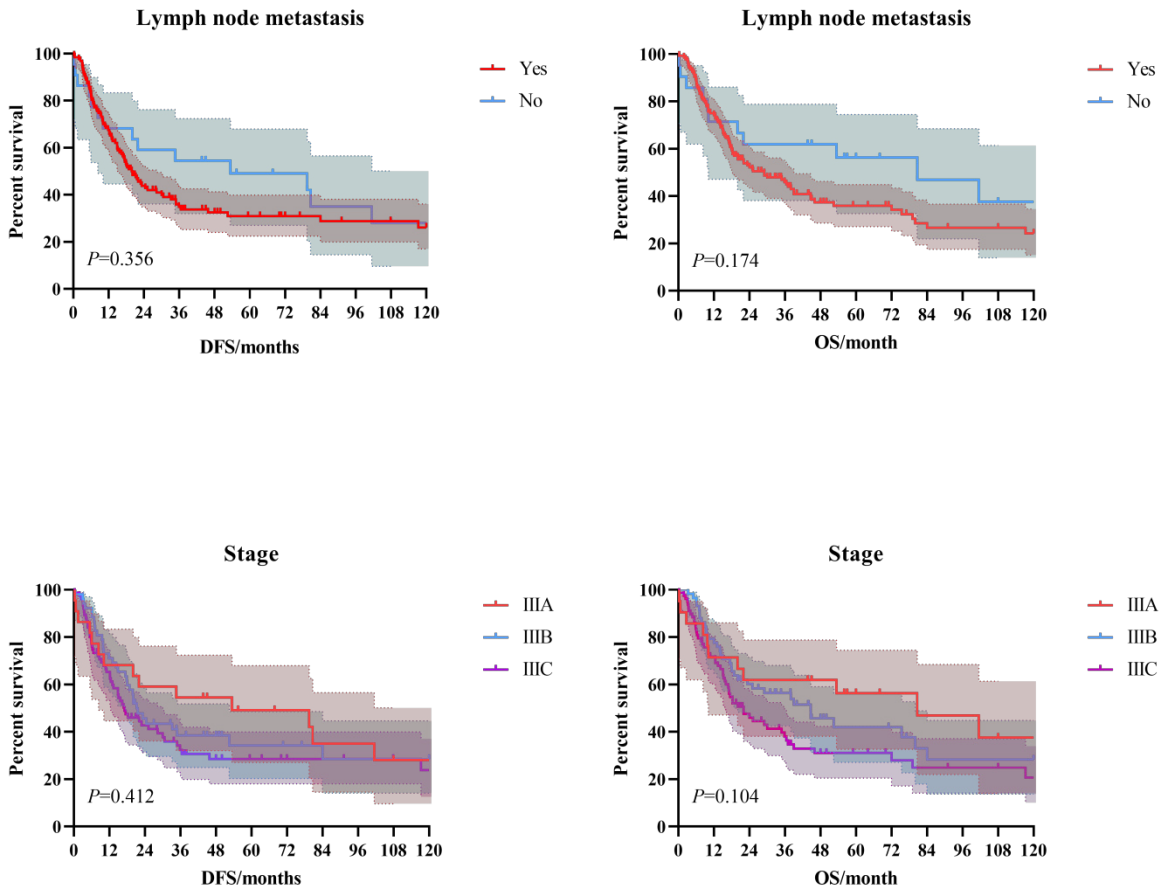 Lymph node metastasis
Percent survival
100
80
60
40
20
0
Yes
No
P=0.356
0 12 24 36 48 60 72 84 96 108 120
DFS/months
Lymph node metastasis
Percent survival
100
80
60
40
20
0
Yes
No
P=0.174
0 12 24 36 48 60 72 84 96 108 120
OS/month
Stage
Percent survival
100
80
60
40
20
0
IIIA
IIIB
IIIC
P=0.412
0 12 24 36 48 60 72 84 96 108 120
DFS/months
Stage
Percent survival
100
80
60
40
20
0
IIIA
IIIB
IIIC
P=0.104
0 12 24 36 48 60 72 84 96 108 120
OS/month